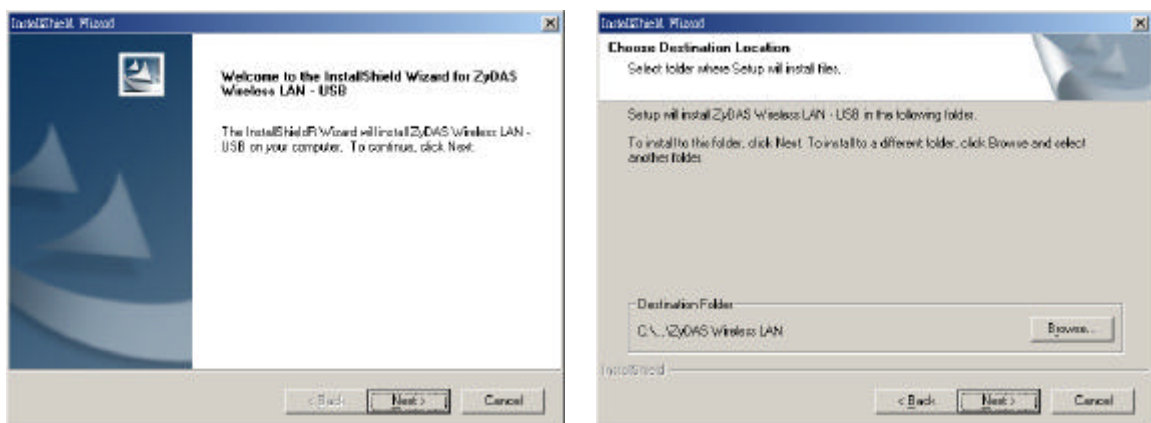 InstallShield Wizard
Welcome to the InstallShield Wizard for ZyDAS
Wireless LAN - USB
The InstallShield® Wizard will install ZyDAS Wireless LAN -
USB on your computer. To continue, click Next.
< Back
Next >
Cancel
InstallShield Wizard
Choose Destination Location
Select folder where Setup will install files.
Setup will install ZyDAS Wireless LAN - USB in the following folder.
To install to this folder, click Next. To install to a different folder, click Browse and select
another folder.
Destination Folder
C:\...\ZyDAS Wireless LAN
Browse...
InstallShield
< Back
Next >
Cancel